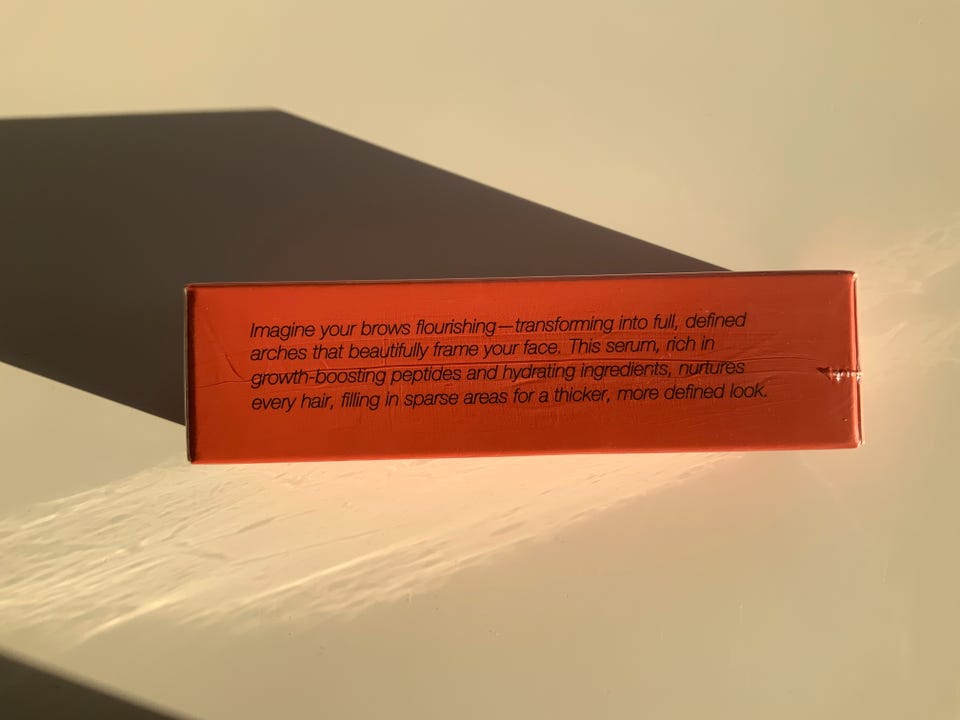 Imagine your brows flourishing—transforming into full, defined
arches that beautifully frame your face. This serum, rich in
growth-boosting peptides and hydrating ingredients, nurtures
every hair, filling in sparse areas for a thicker, more defined look.